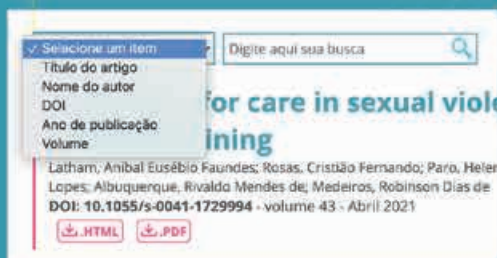 ✓ Selecione um item
Digite aqui sua busca
Título do artigo
Nome do autor
DOI
Ano de publicação
Volume
for care in sexual viole
ining
Latham, Aníbal Eusébio Faundes; Rosas, Cristião Fernando; Paro, Helen
Lopes; Albuquerque, Rivaldo Mendes de; Medeiros, Robinson Dias de
DOI: 10.1055/s-0041-1729994 - volume 43 - Abril 2021
.HTML .PDF